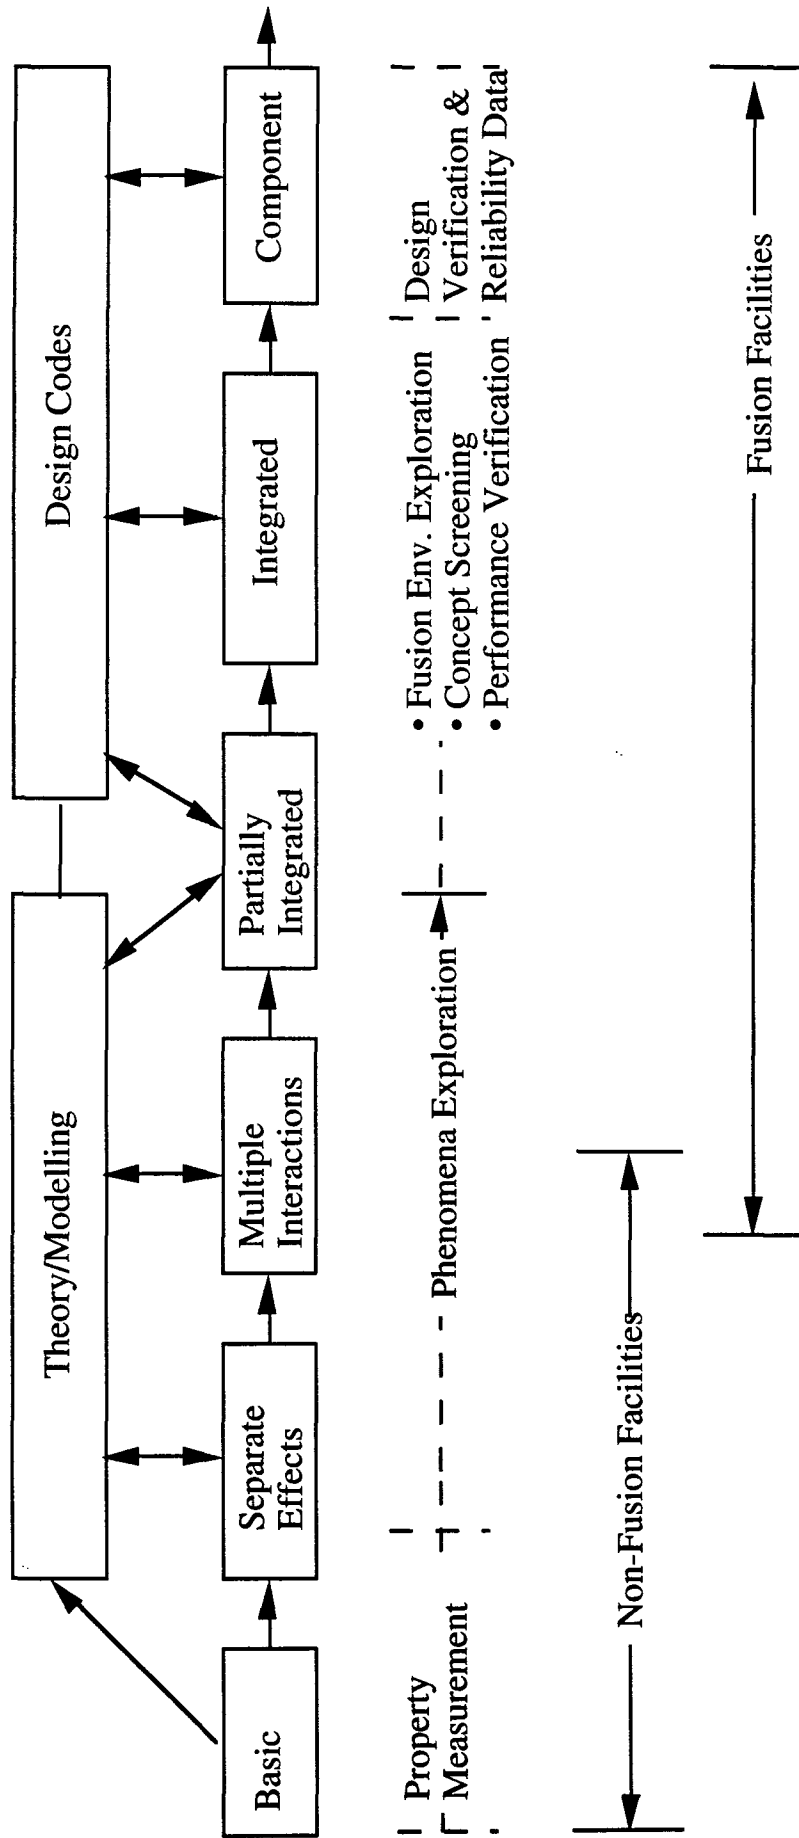 Theory/Modelling
Design Codes
Basic
Separate
Effects
Multiple
Interactions
Partially
Integrated
Integrated
Component
Property
Measurement
Phenomena Exploration
• Fusion Env. Exploration
• Concept Screening
• Performance Verification
Design
Verification &
Reliability Data
Non-Fusion Facilities
Fusion Facilities